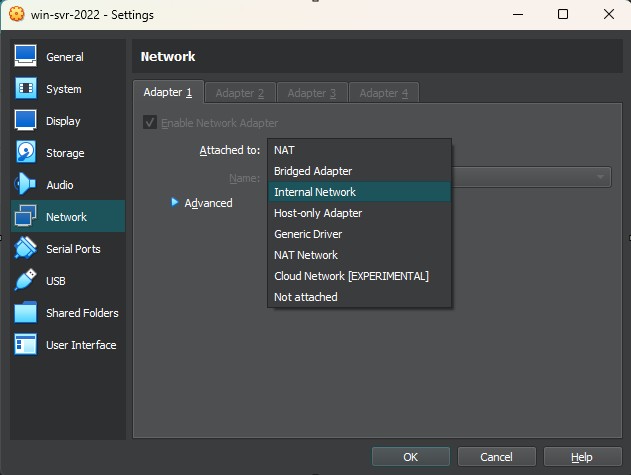 win-svr-2022 - Settings
General
System
Display
Storage
Audio
Network
Serial Ports
USB
Shared Folders
User Interface
Network
Adapter 1
Adapter 2
Adapter 3
Adapter 4
Enable Network Adapter
Attached to:
NAT
Bridged Adapter
Internal Network
Host-only Adapter
Generic Driver
NAT Network
Cloud Network [EXPERIMENTAL]
Not attached
Name:
Advanced
OK
Cancel
Help